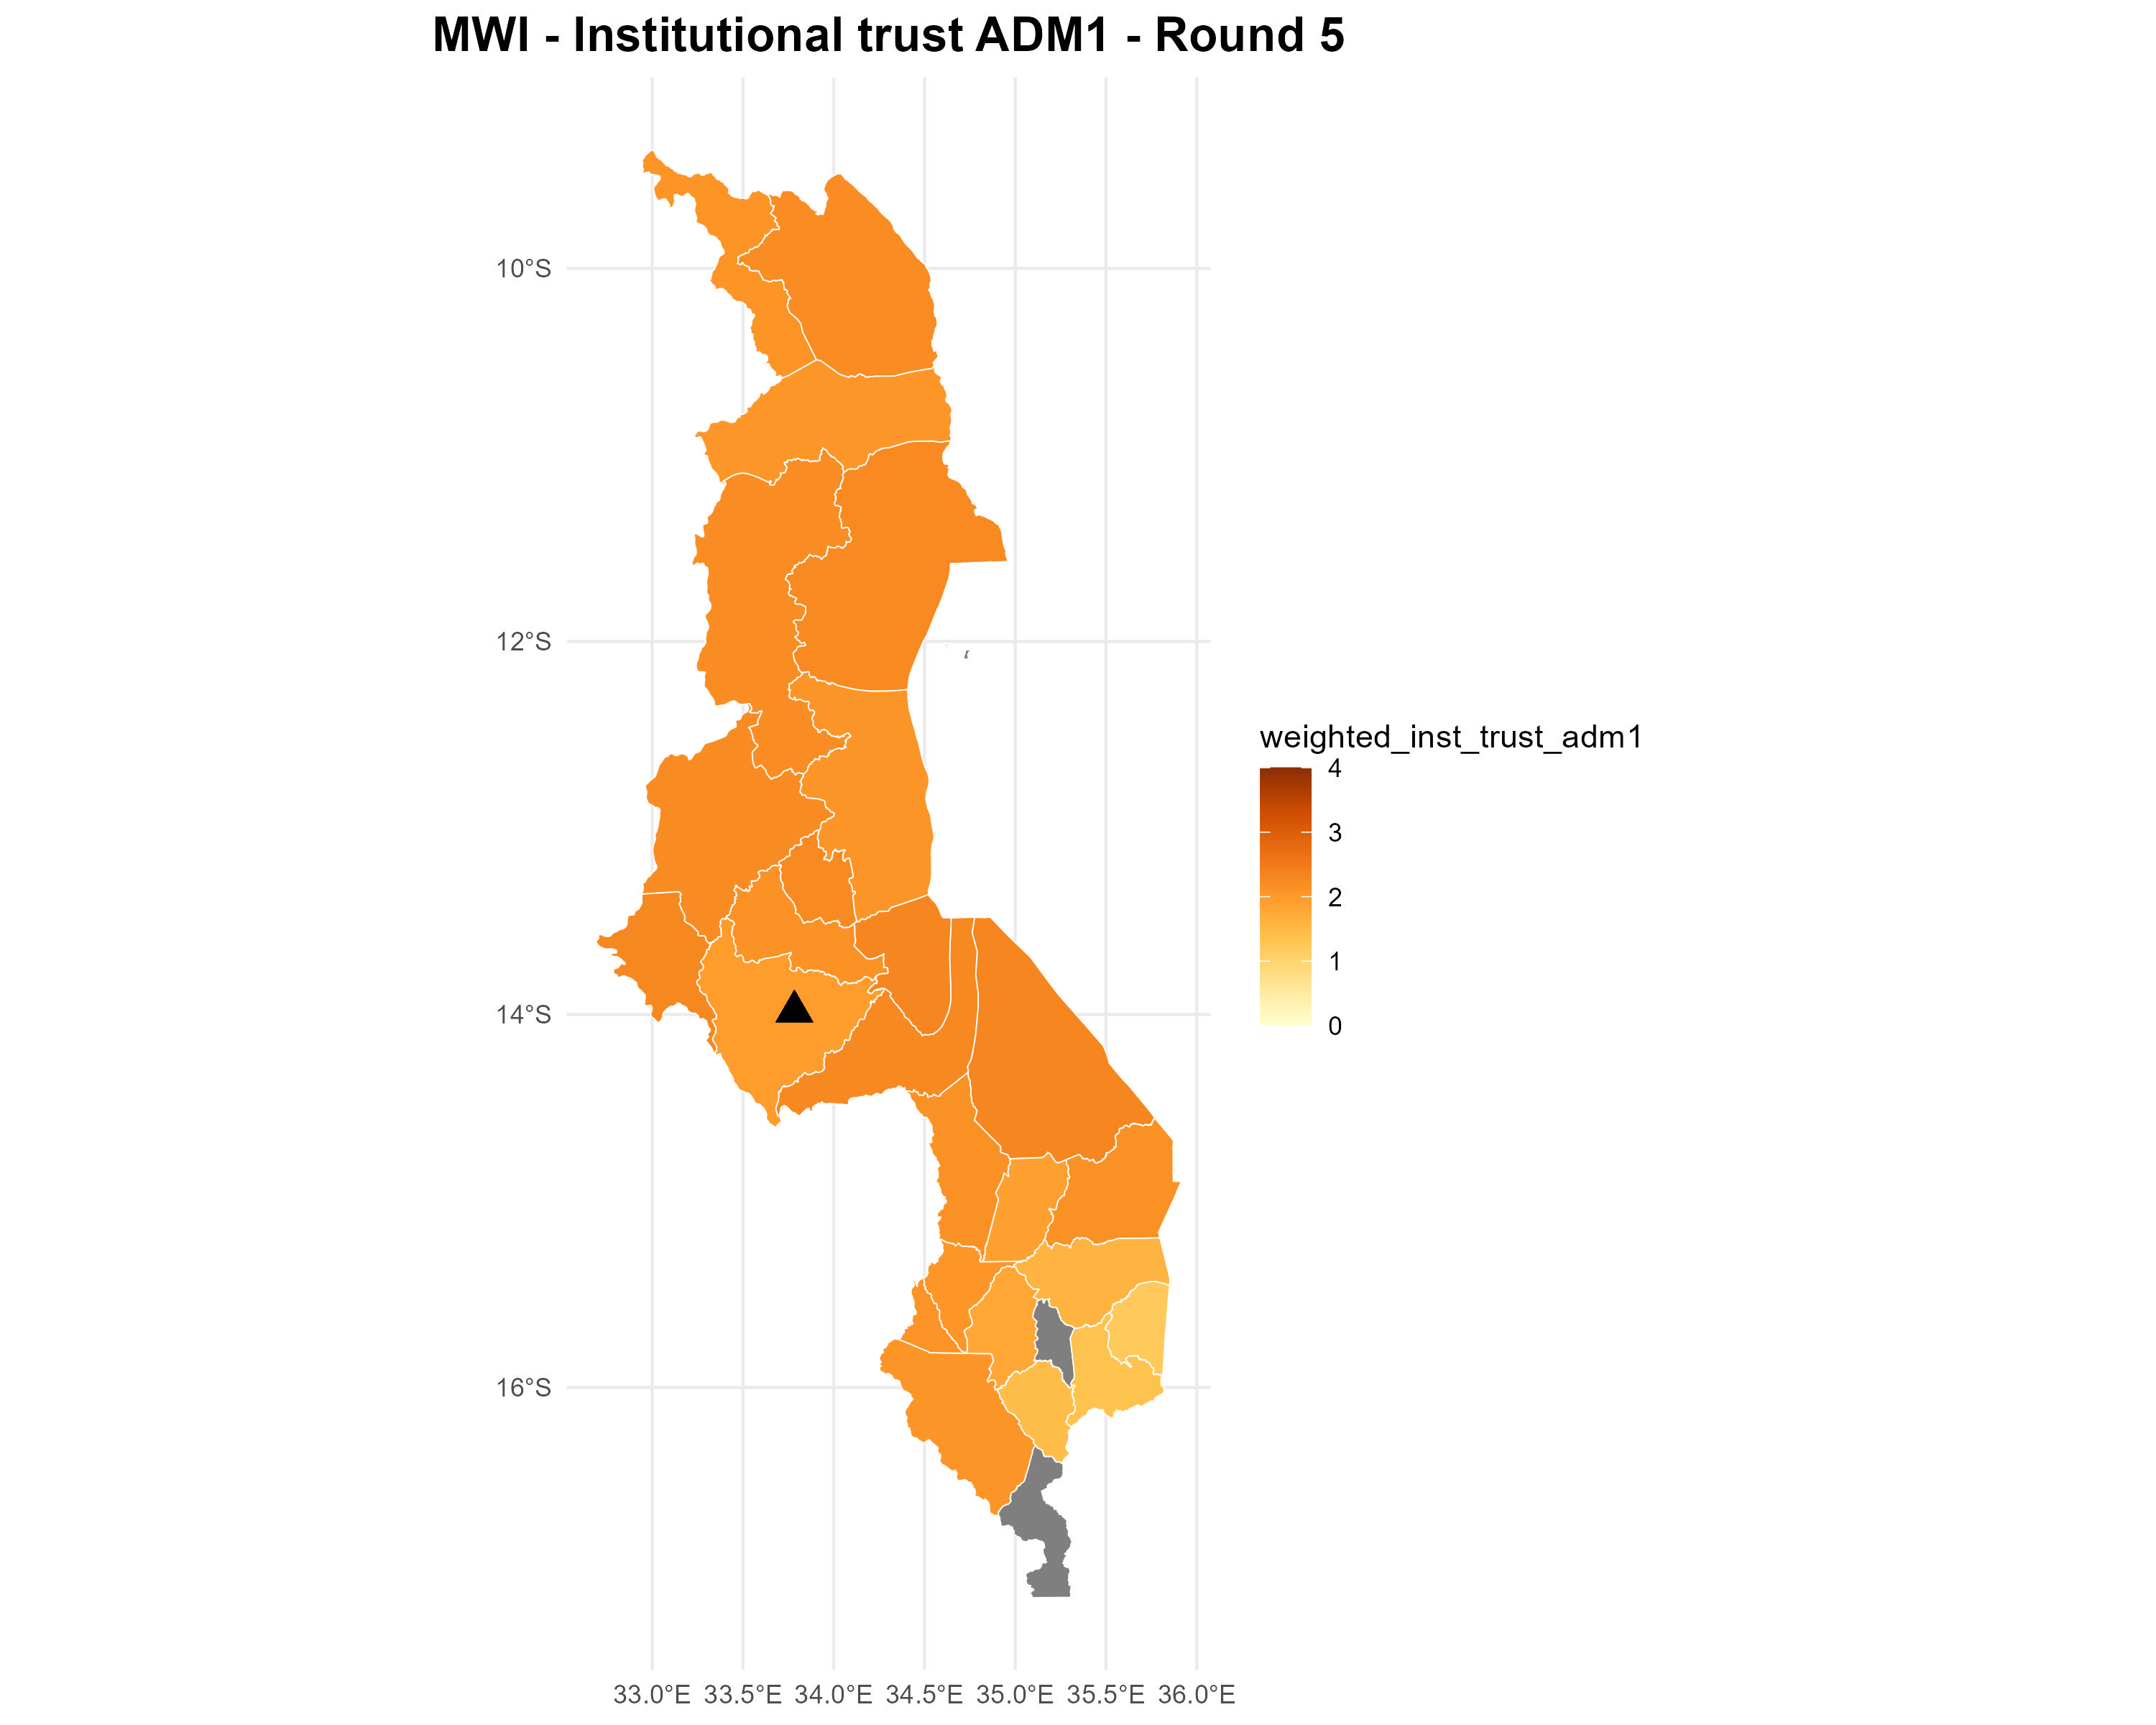 MWI - Institutional trust ADM1 - Round 5
10°S
12°S
14°S
16°S
33.0°E 33.5°E 34.0°E 34.5°E 35.0°E 35.5°E 36.0°E
weighted_inst_trust_adm1
4
3
2
1
0